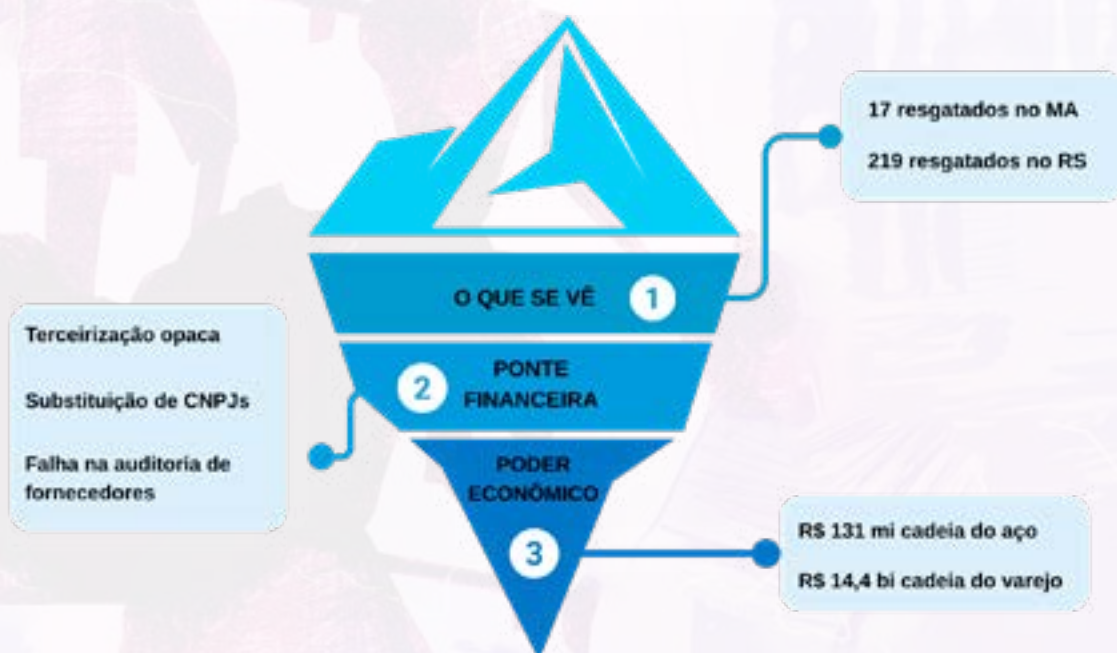 17 resgatados no MA
219 resgatados no RS
O QUE SE VÊ
1
Terceirização opaca
Substituição de CNPJs
Falha na auditoria de
fornecedores
2
PONTE
FINANCEIRA
PODER
ECONÔMICO
3
R$ 131 mi cadeia do aço
R$ 14,4 bi cadeia do varejo